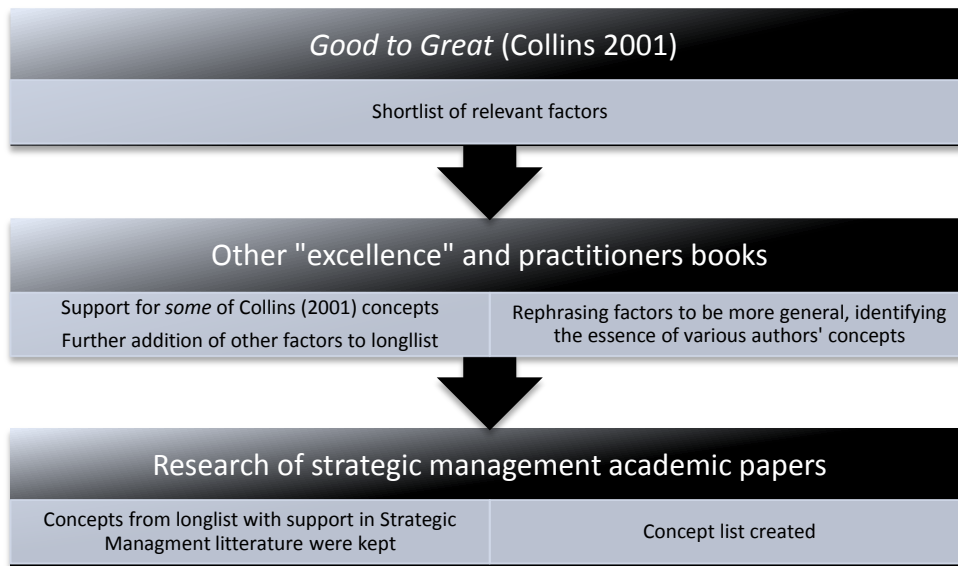 Good to Great (Collins 2001)
Shortlist of relevant factors
Other "excellence" and practitioners books
Support for some of Collins (2001) concepts
Further addition of other factors to longllist
Rephrasing factors to be more general, identifying
the essence of various authors' concepts
Research of strategic management academic papers
Concepts from longlist with support in Strategic
Managment litterature were kept
Concept list created